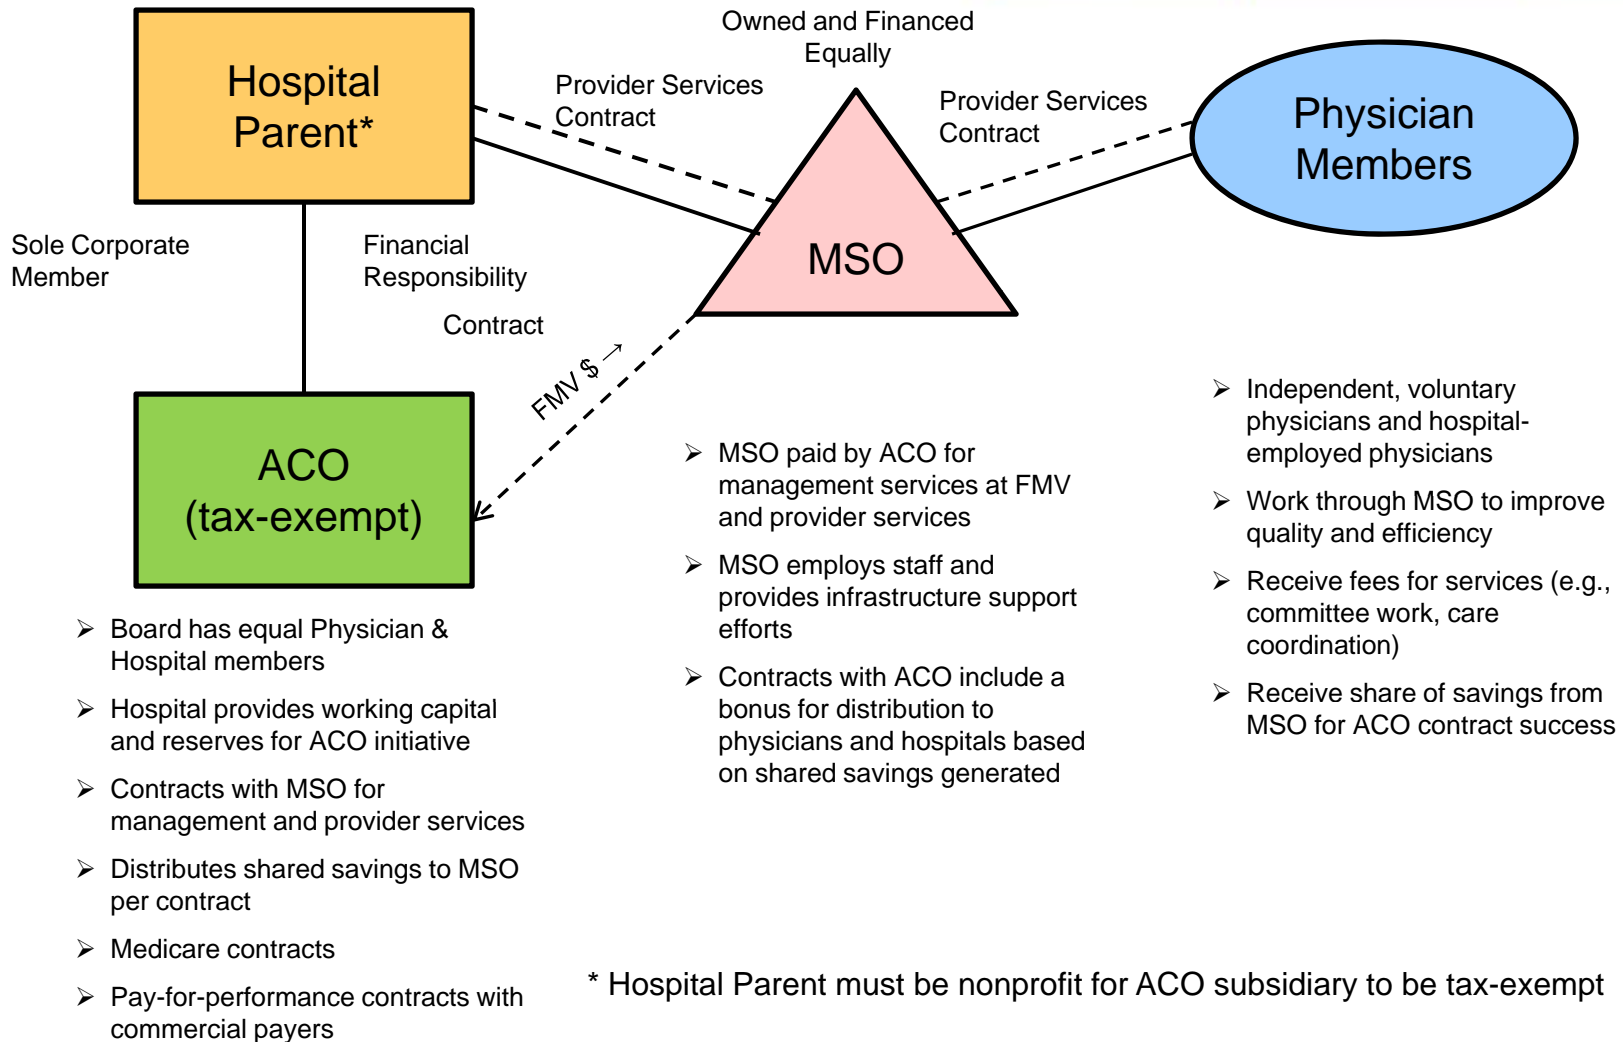 Owned and Financed
Equally
Hospital
Parent*
Provider Services
Contract
Provider Services
Contract
Physician
Members
MSO
Sole Corporate
Member
Financial
Responsibility
Contract
FMV $ →
ACO
(tax-exempt)
➢ Board has equal Physician &
Hospital members
➢ Hospital provides working capital
and reserves for ACO initiative
➢ Contracts with MSO for
management and provider services
➢ Distributes shared savings to MSO
per contract
➢ Medicare contracts
➢ Pay-for-performance contracts with
commercial payers
➢ MSO paid by ACO for
management services at FMV
and provider services
➢ MSO employs staff and
provides infrastructure support
efforts
➢ Contracts with ACO include a
bonus for distribution to
physicians and hospitals based
on shared savings generated
➢ Independent, voluntary
physicians and hospital-
employed physicians
➢ Work through MSO to improve
quality and efficiency
➢ Receive fees for services (e.g.,
committee work, care
coordination)
➢ Receive share of savings from
MSO for ACO contract success
* Hospital Parent must be nonprofit for ACO subsidiary to be tax-exempt